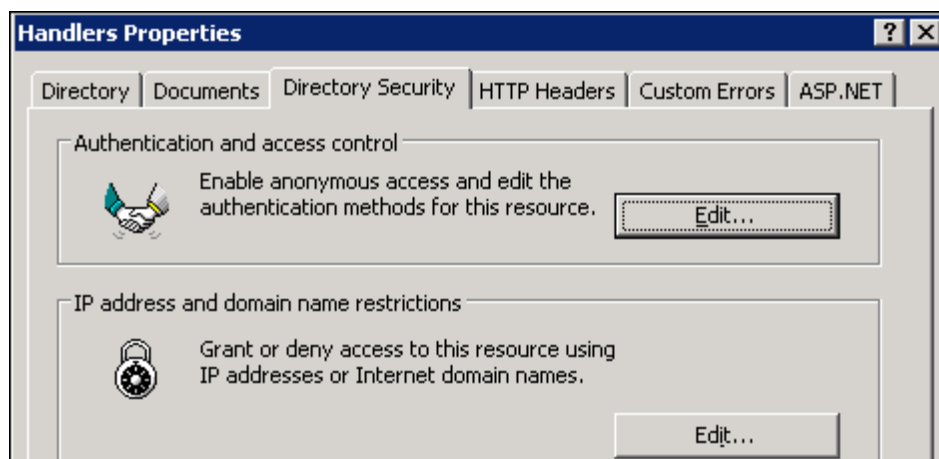 Handlers Properties
? X
Directory Documents Directory Security HTTP Headers Custom Errors ASP.NET
Authentication and access control
Enable anonymous access and edit the
authentication methods for this resource.
Edit...
IP address and domain name restrictions
Grant or deny access to this resource using
IP addresses or Internet domain names.
Edit...